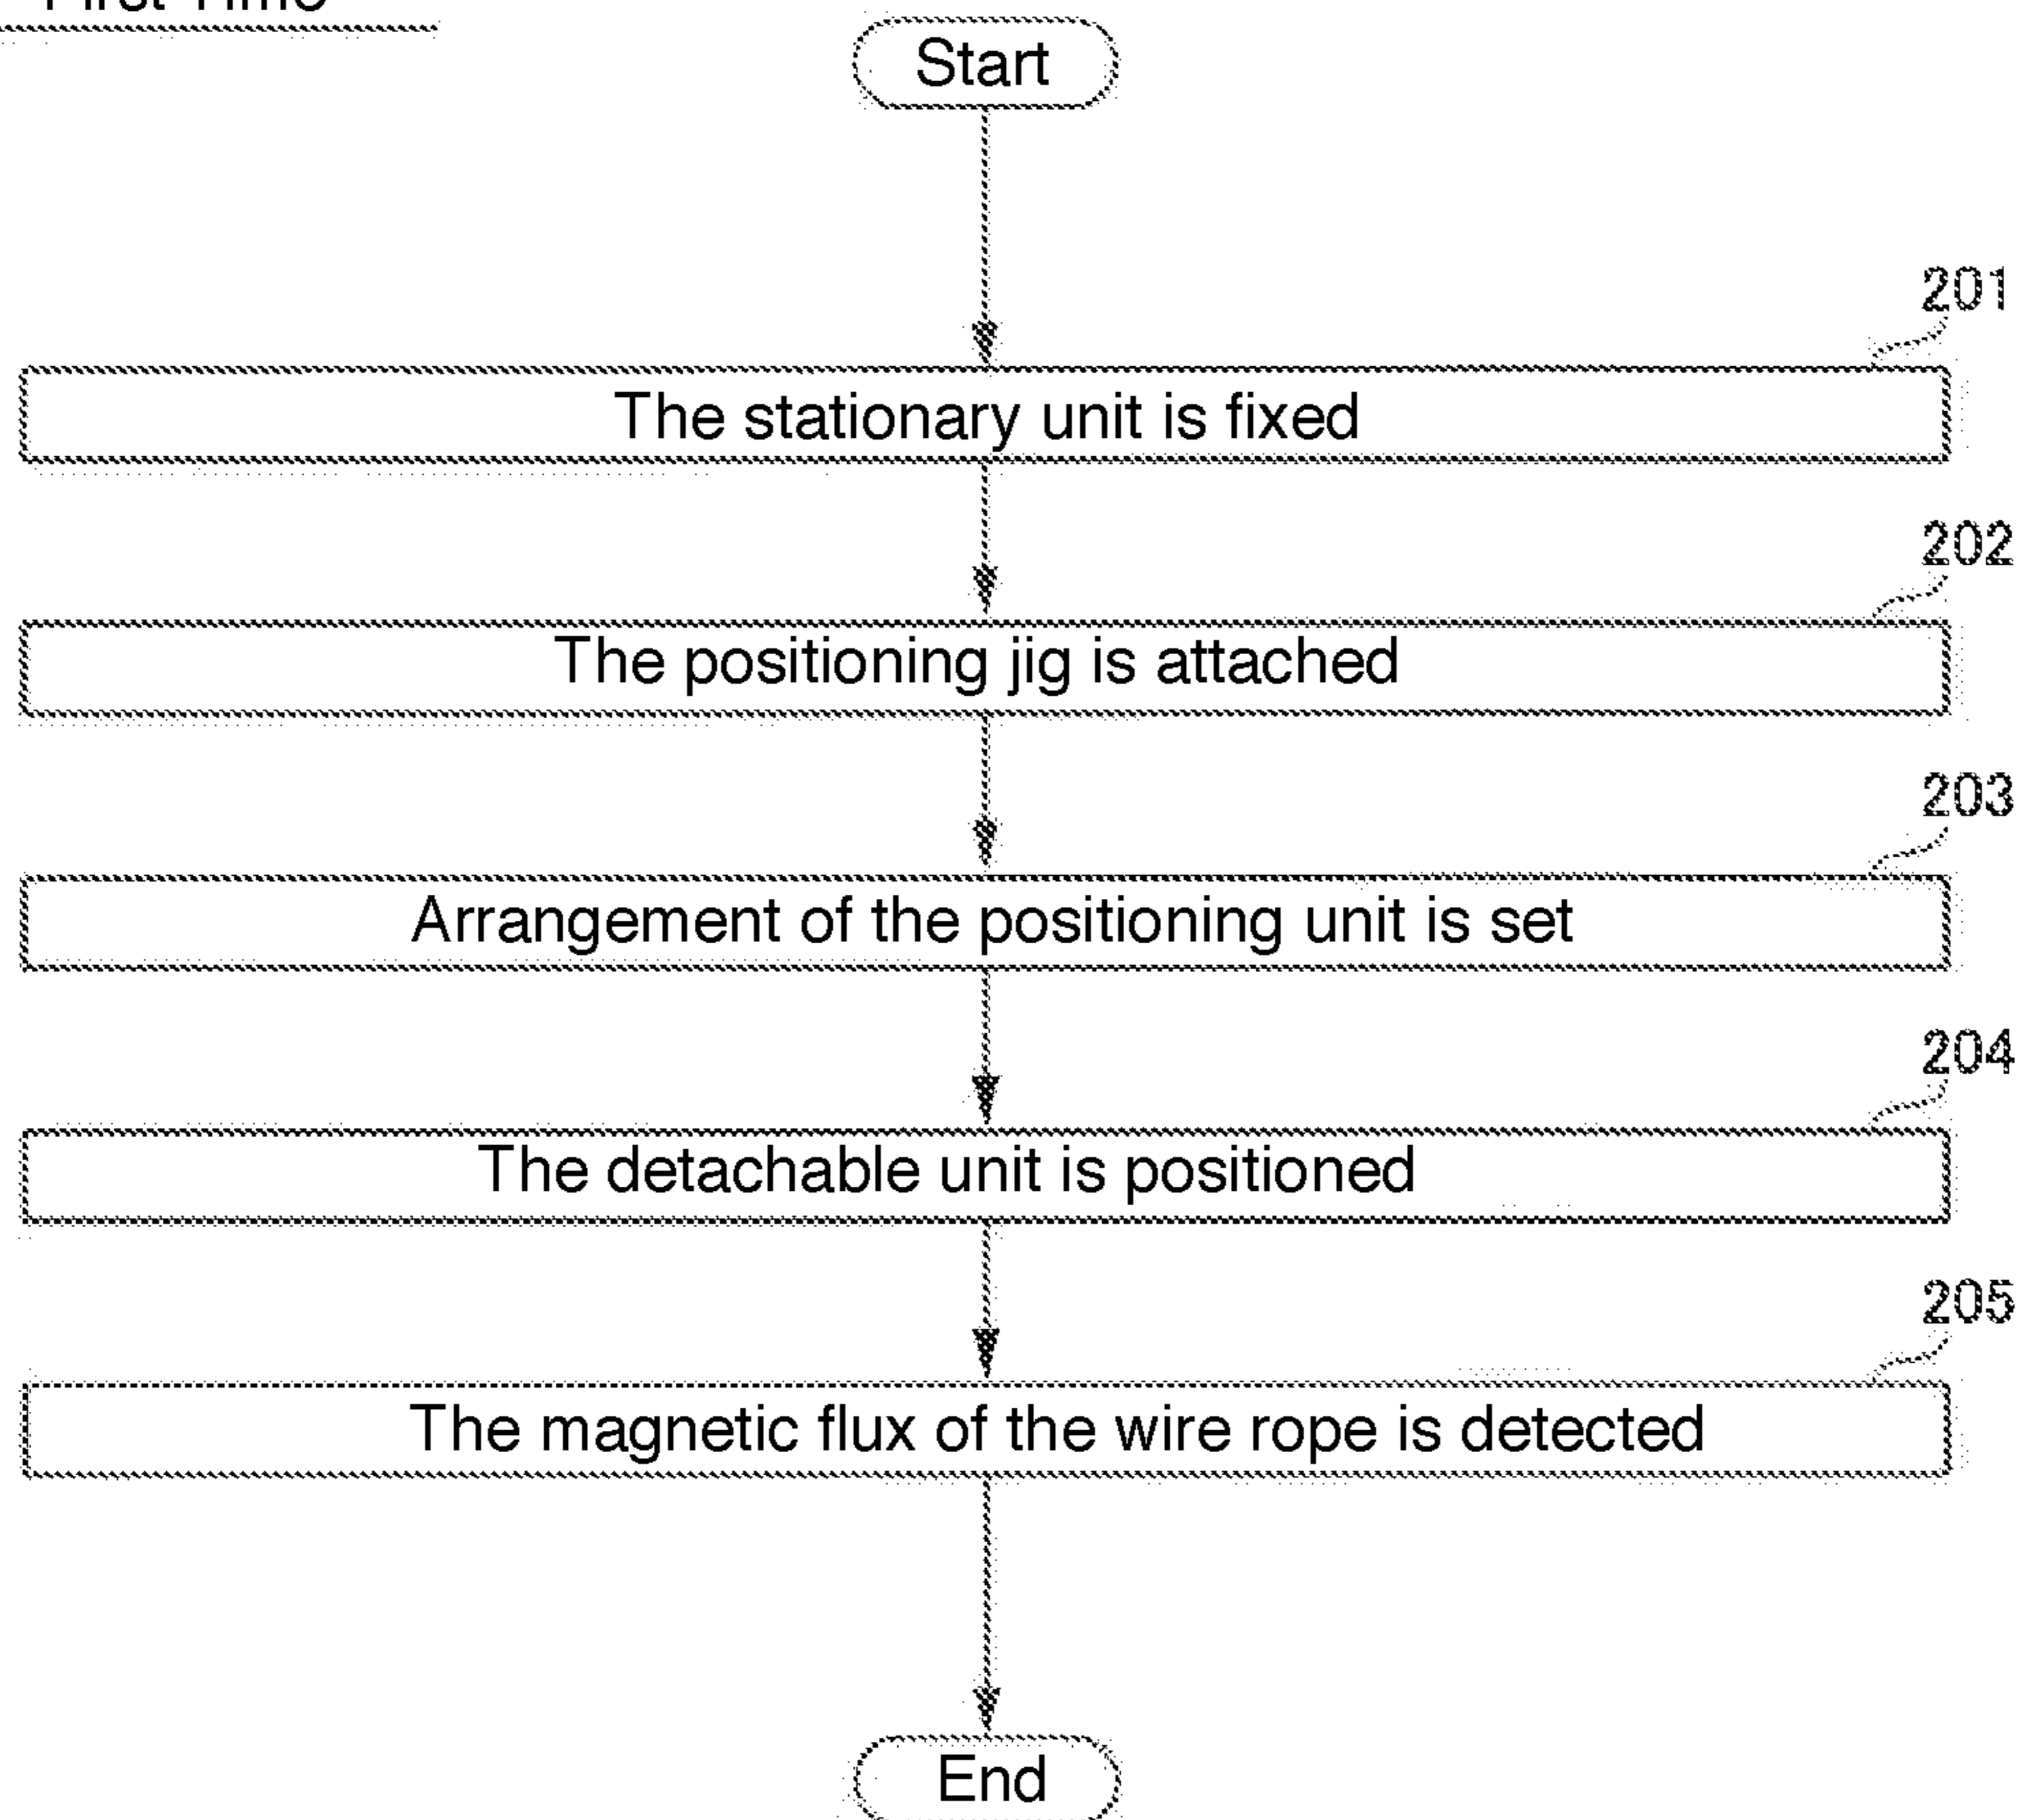 First Time
Start
201
The stationary unit is fixed
202
The positioning jig is attached
203
Arrangement of the positioning unit is set
204
The detachable unit is positioned
205
The magnetic flux of the wire rope is detected
End